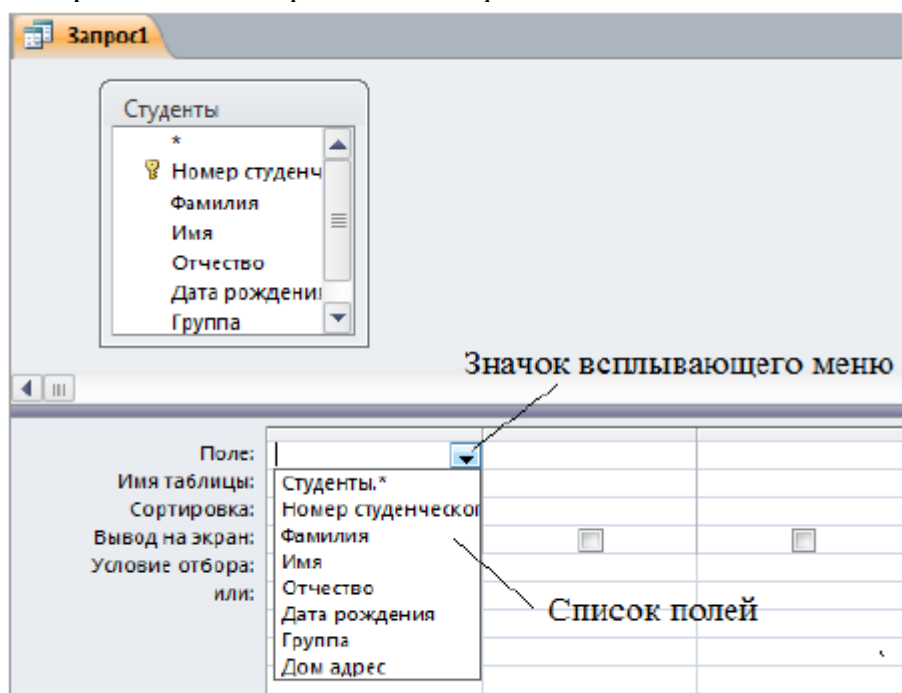 Запрос1
Студенты
*
Номер студенч
Фамилия
Имя
Отчество
Дата рождени
Группа
Значок всплывающего меню
Поле:
Имя таблицы:
Сортировка:
Вывод на экран:
Условие отбора:
или:
Студенты.*
Номер студенческог
Фамилия
Имя
Отчество
Дата рождения
Группа
Дом адрес
Список полей